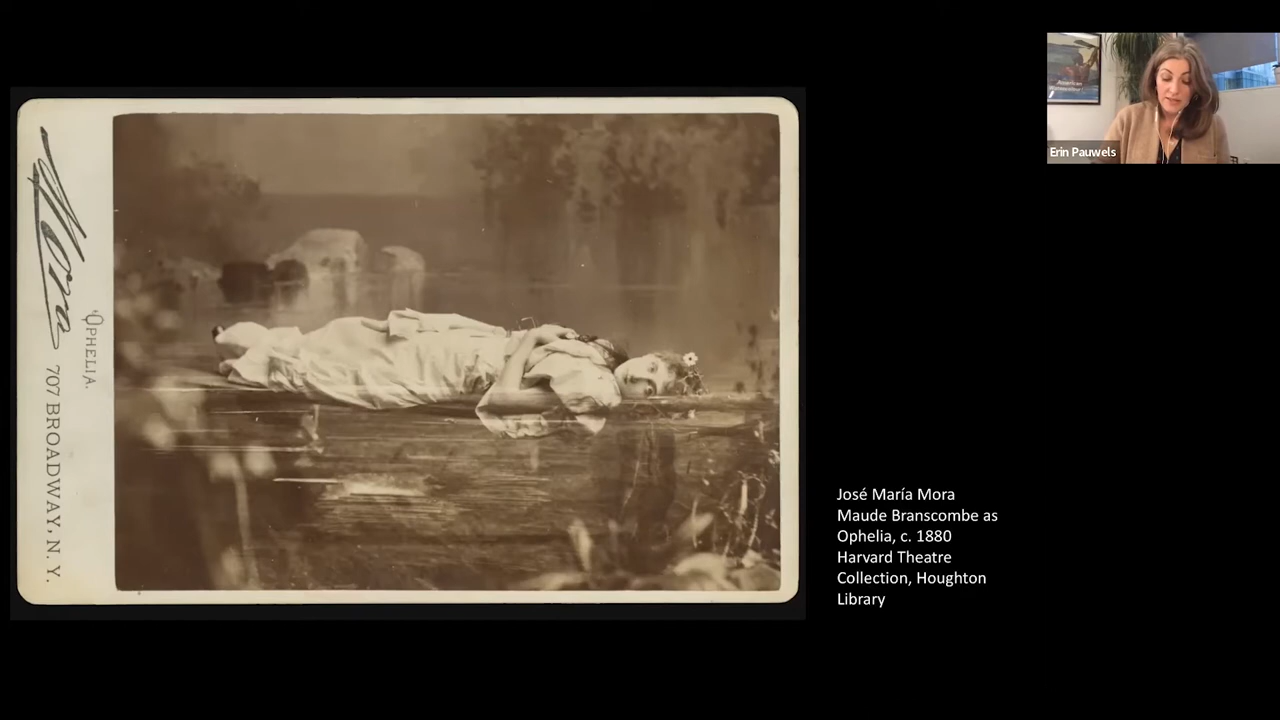 Mora
'OPHELIA.
707 BROADWAY, N. Y.
American
Erin Pauwels
José María Mora
Maude Branscombe as
Ophelia, c. 1880
Harvard Theatre
Collection, Houghton
Library